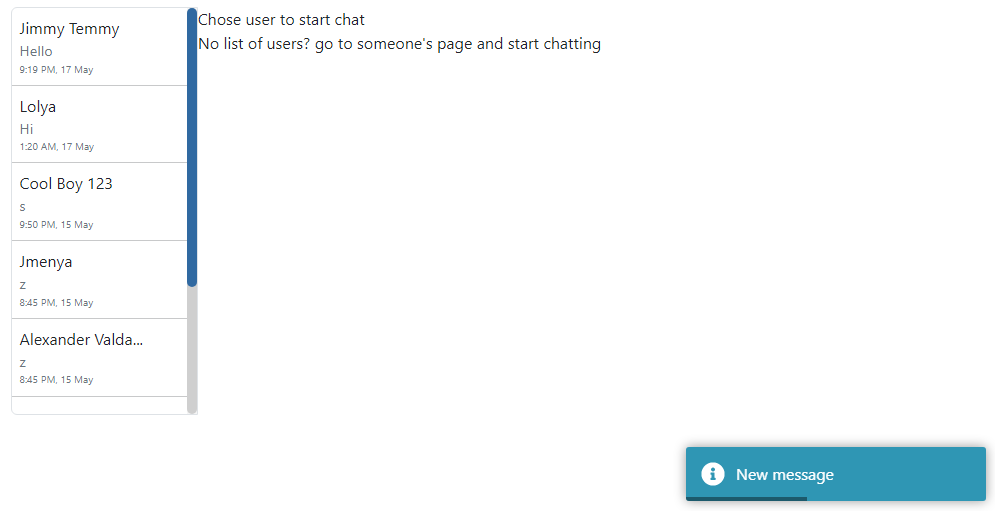 Jimmy Temmy
Hello
9:19 PM, 17 May
Lolya
Hi
1:20 AM, 17 May
Cool Boy 123
s
9:50 PM, 15 May
Jmenya
z
8:45 PM, 15 May
Alexander Valda...
z
8:45 PM, 15 May
Chose user to start chat
No list of users? go to someone's page and start chatting
New message